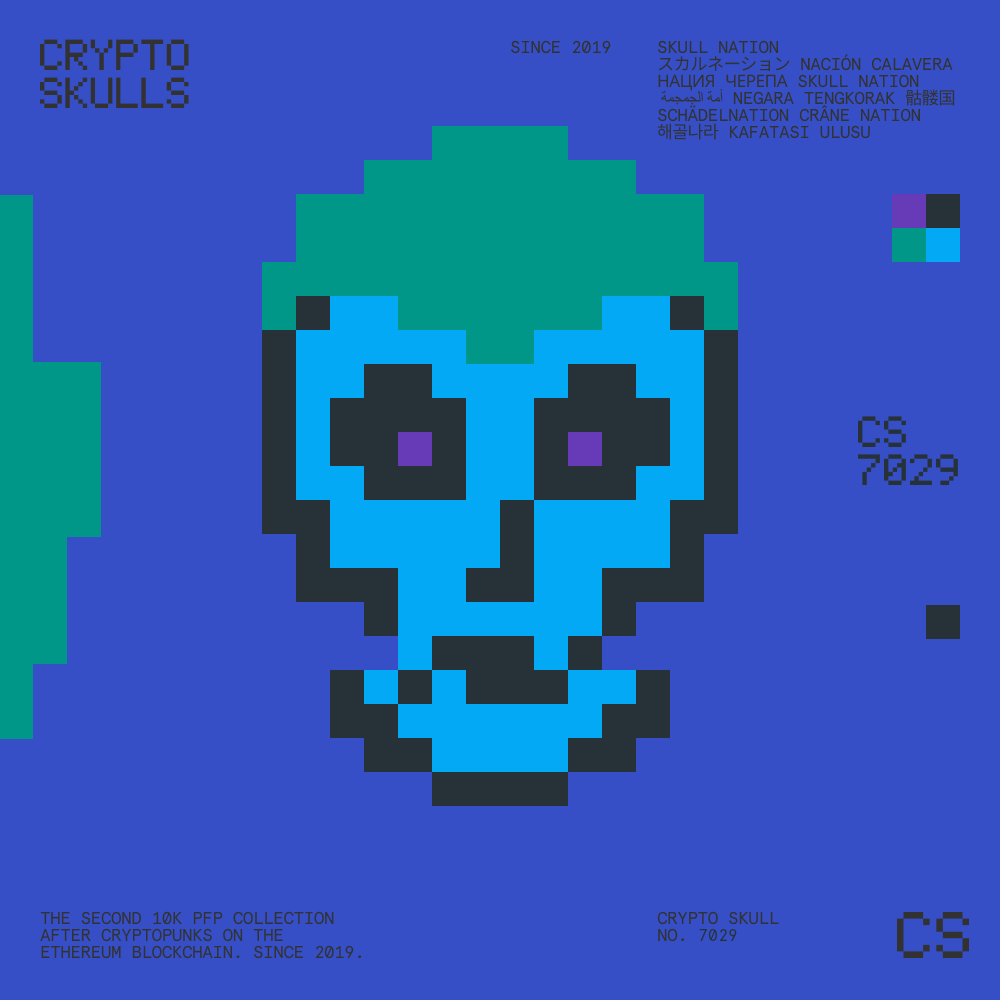 CRYPTO
SKULLS
SINCE 2019
SKULL NATION
スカルネーション NACIÓN CALAVERA
НАЦИЯ ЧЕРЕПА SKULL NATION
أمة الجمجمة NEGARA TENGKORAK 骷髅国
SCHÄDELNATION CRÂNE NATION
해골나라 KAFATASI ULUSU
CS
7029
THE SECOND 10K PFP COLLECTION
AFTER CRYPTOPUNKS ON THE
ETHEREUM BLOCKCHAIN. SINCE 2019.
CRYPTO SKULL
NO. 7029
CS